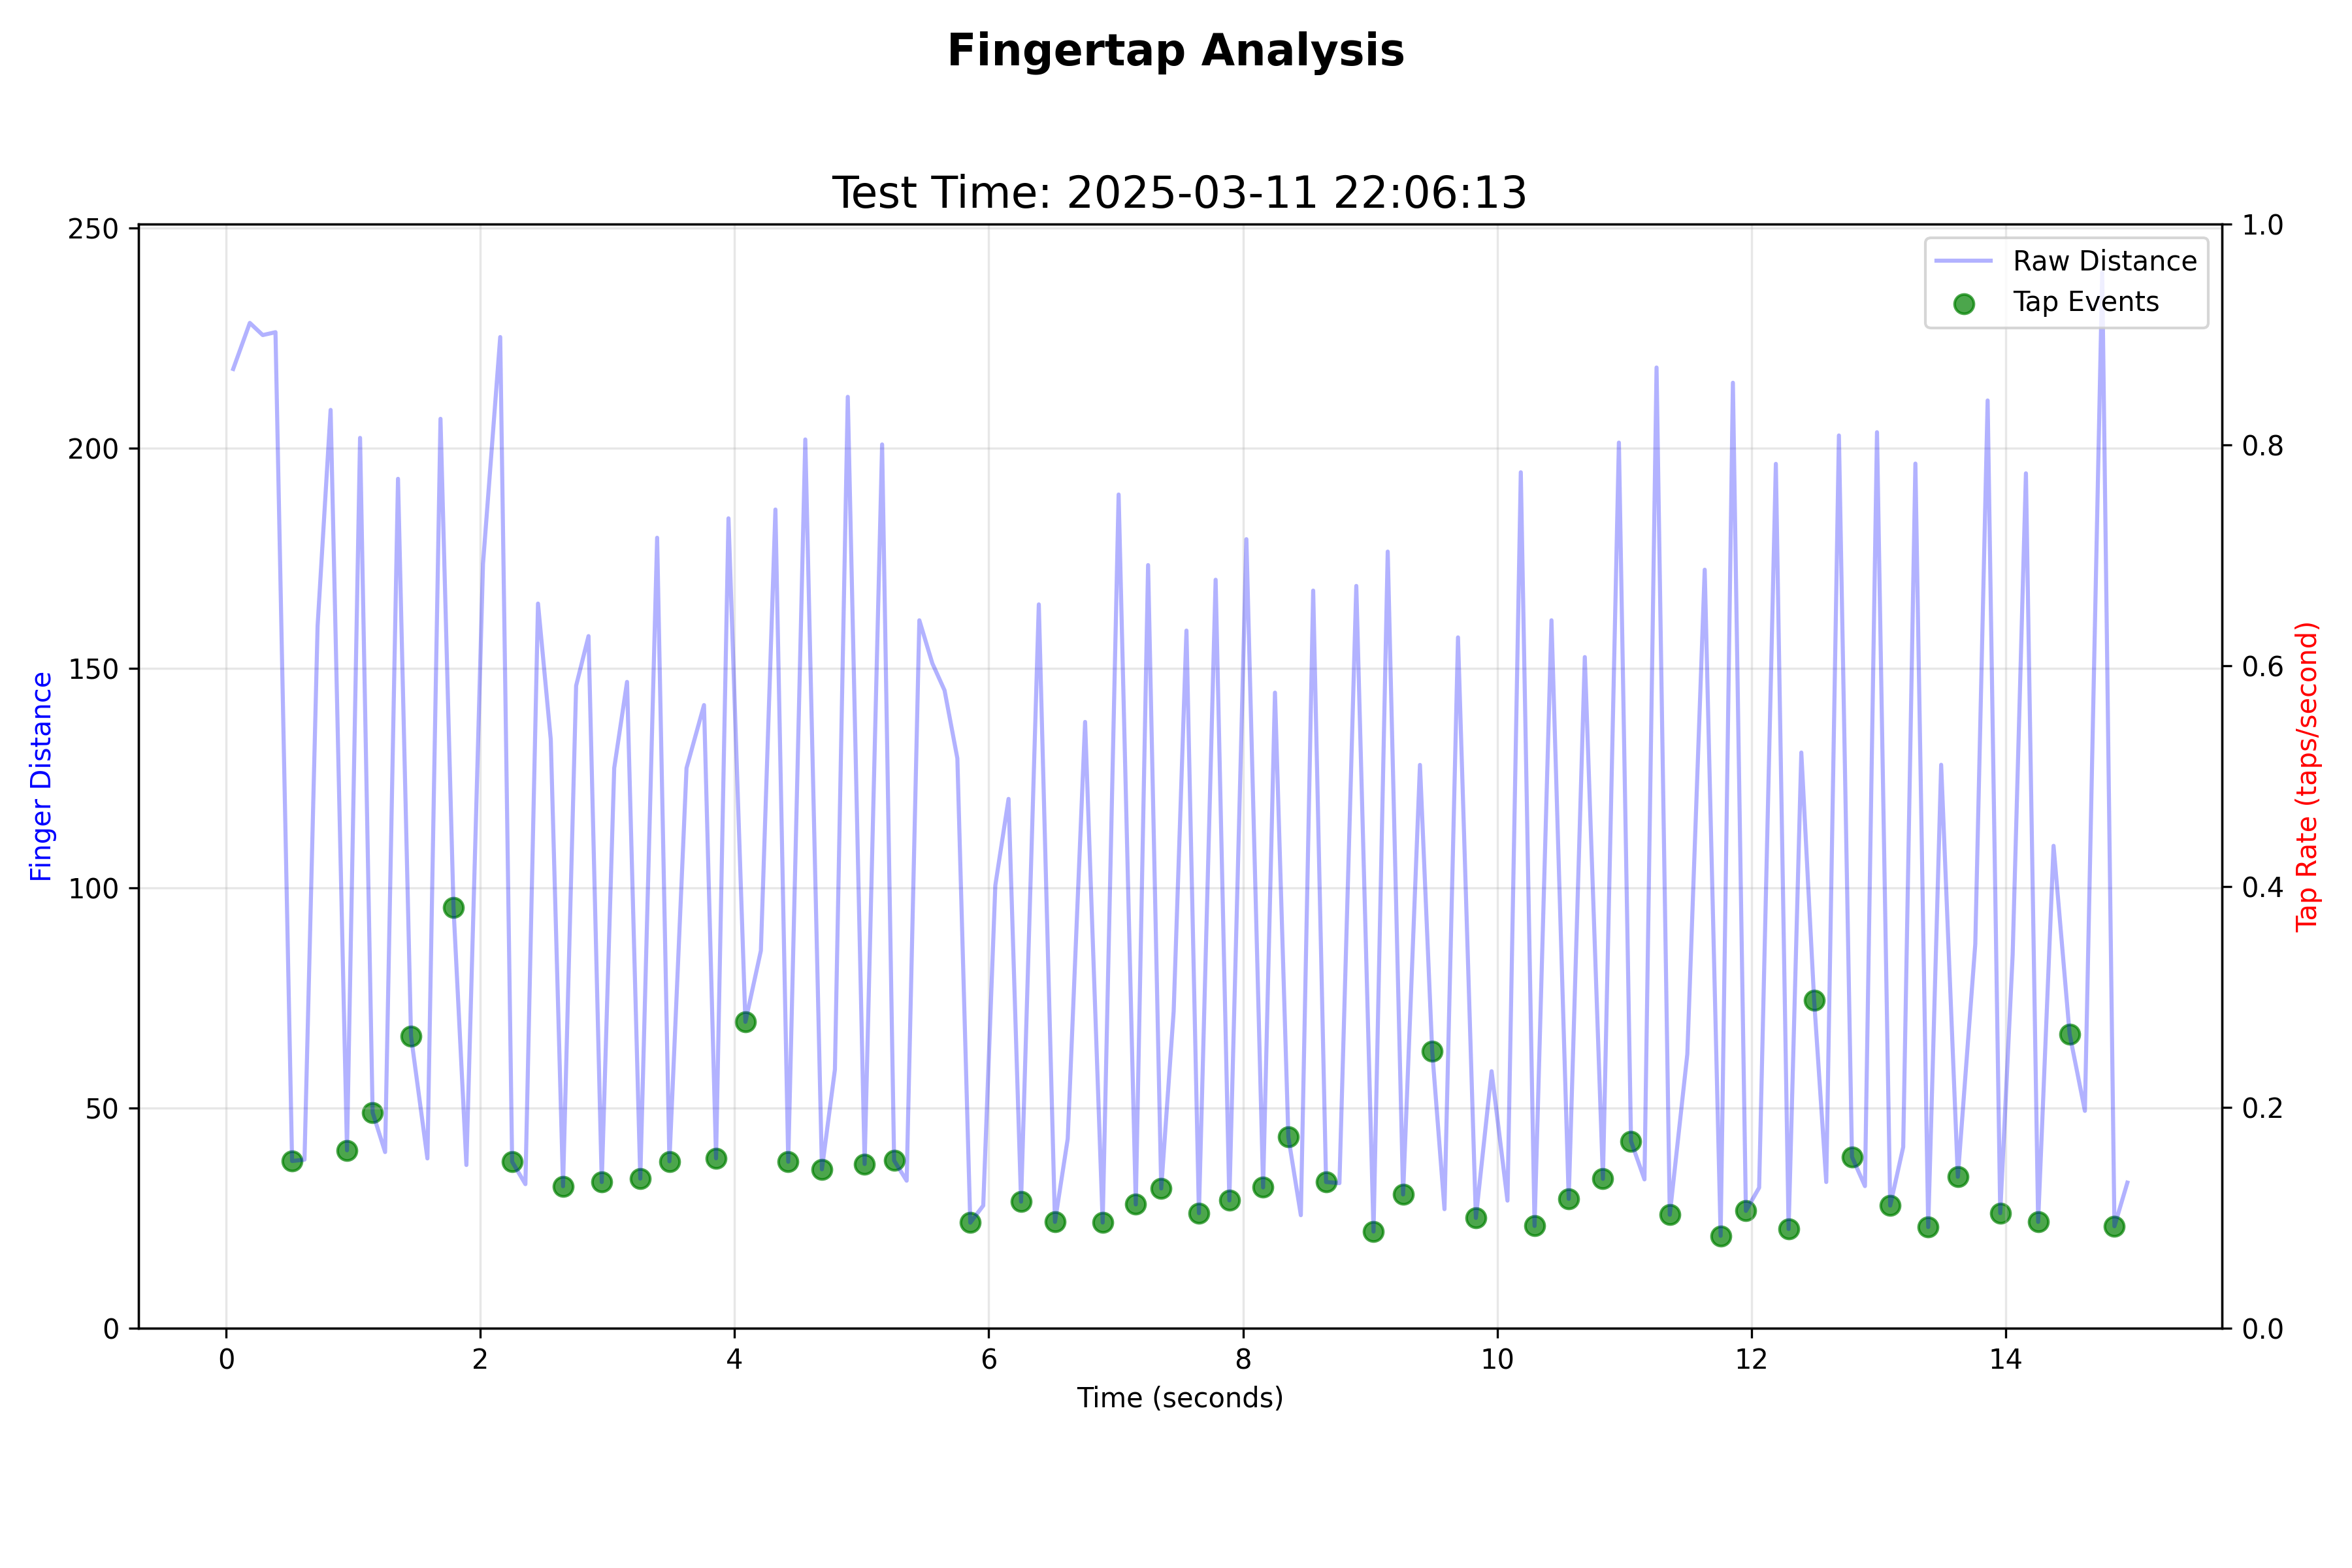 Fingertap Analysis
Test Time: 2025-03-11 22:06:13
250
200
150
100
50
0
Finger Distance
1.0
0.8
0.6
0.4
0.2
0.0
Tap Rate (taps/second)
Raw Distance
Tap Events
0 2 4 6 8 10 12 14
Time (seconds)